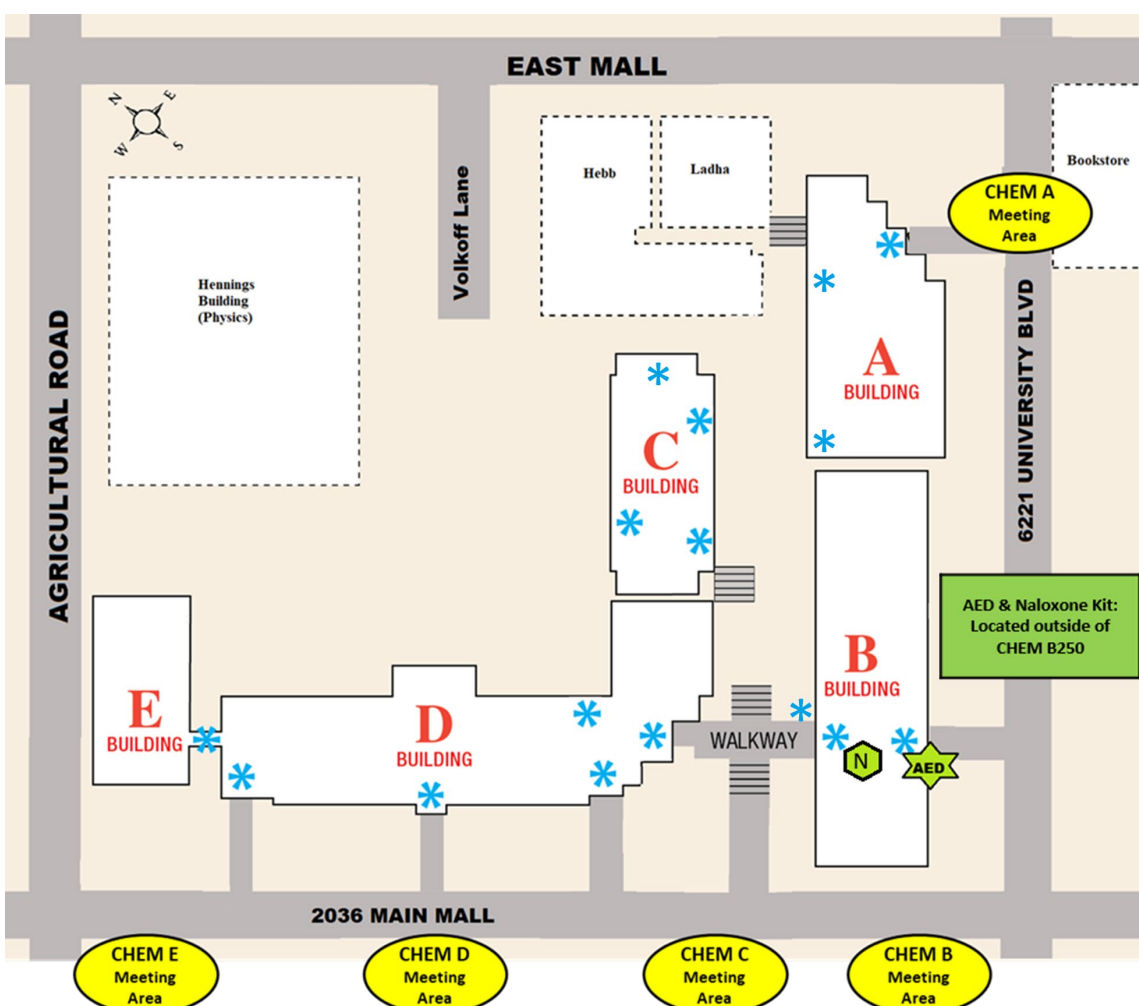 EAST MALL
N
E
W
S
AGRICULTURAL ROAD
Volkoff Lane
Hebb
Ladha
Bookstore
CHEM A
Meeting
Area
Hennings
Building
(Physics)
6221 UNIVERSITY BLVD
A
BUILDING
C
BUILDING
AED & Naloxone Kit:
Located outside of
CHEM B250
B
BUILDING
E
BUILDING
D
BUILDING
WALKWAY
N
AED
2036 MAIN MALL
CHEM E
Meeting
Area
CHEM D
Meeting
Area
CHEM C
Meeting
Area
CHEM B
Meeting
Area